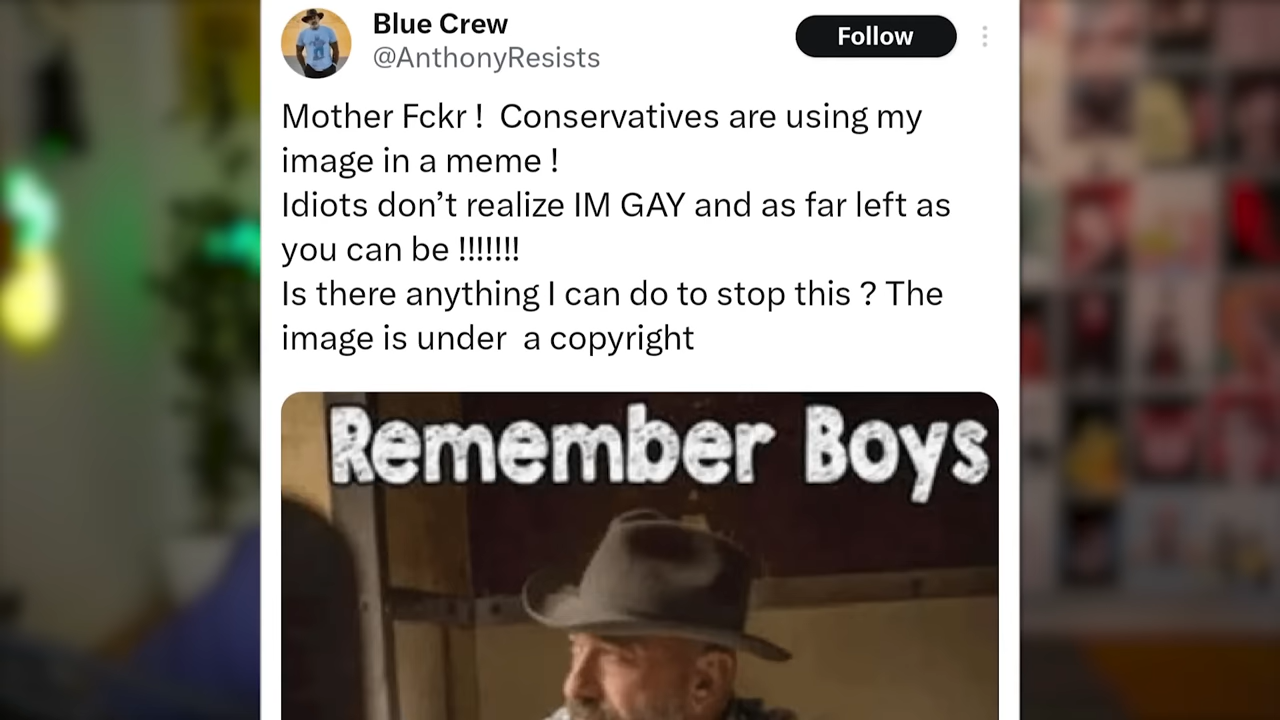 Blue Crew
@AnthonyResists
Follow
Mother Fckr !  Conservatives are using my
image in a meme !
Idiots don’t realize IM GAY and as far left as
you can be !!!!!!!
Is there anything I can do to stop this ? The
image is under  a copyright
Remember Boys